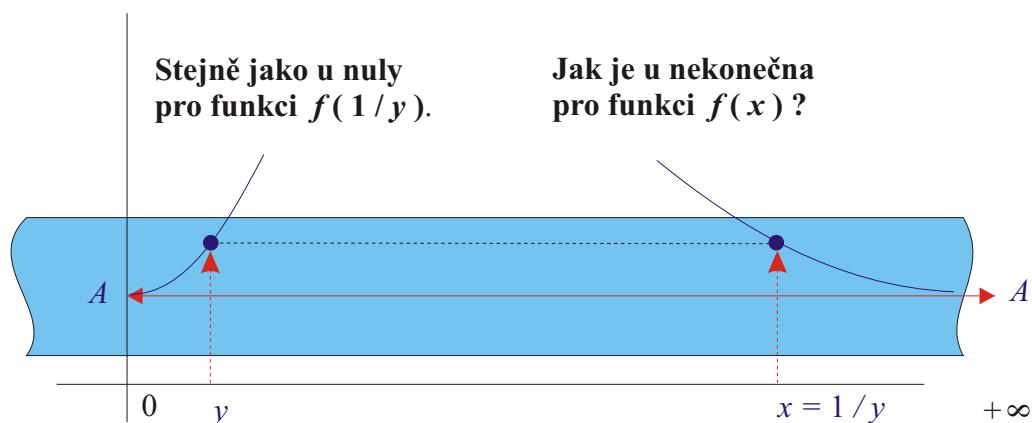 Stejně jako u nuly
pro funkci f ( 1 / y ).
Jak je u nekonečna
pro funkci f ( x ) ?
A
A
0
y
x = 1 / y
+ ∞